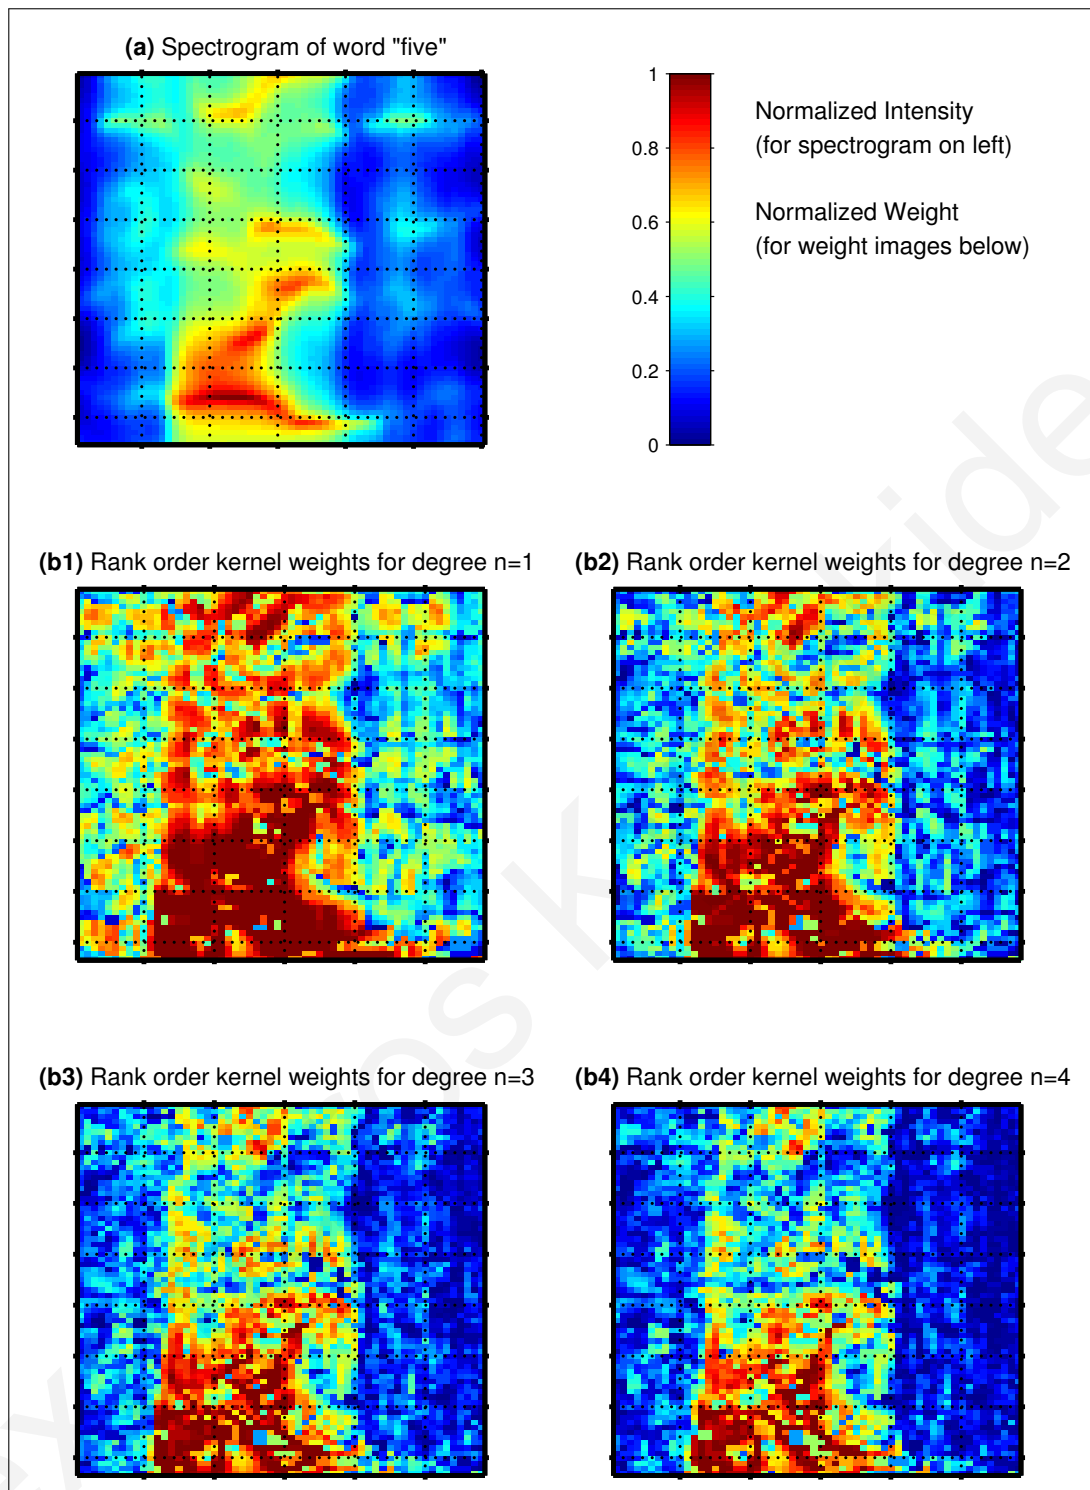 (a) Spectrogram of word "five"
1
0.8
0.6
0.4
0.2
0
Normalized Intensity
(for spectrogram on left)
Normalized Weight
(for weight images below)
(b1) Rank order kernel weights for degree n=1
(b2) Rank order kernel weights for degree n=2
(b3) Rank order kernel weights for degree n=3
(b4) Rank order kernel weights for degree n=4